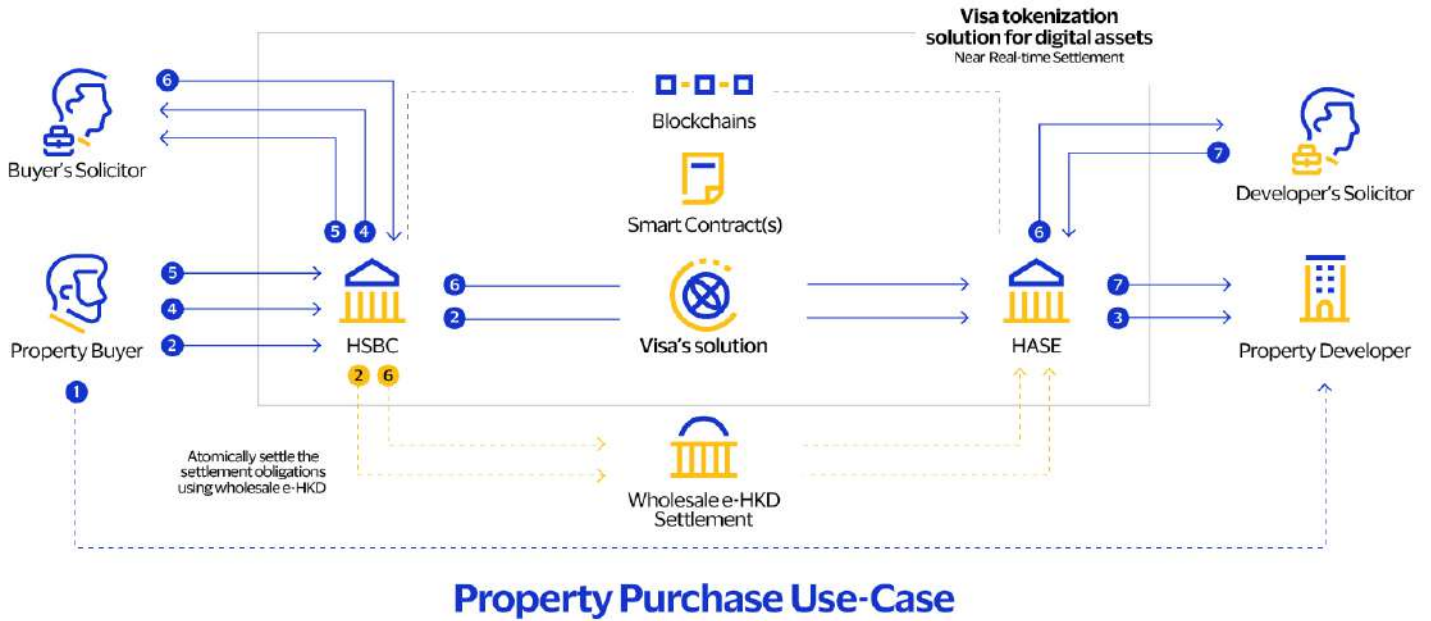 Visa tokenization
solution for digital assets
Near Real-time Settlement
6
Blockchains
6
7
Buyer's Solicitor
Developer's Solicitor
Smart Contract(s)
5
4
6
5
6
7
4
2
3
2
Property Buyer
HSBC
Visa's solution
HASE
Property Developer
2
6
1
Atomically settle the
settlement obligations
using wholesale e-HKD
Wholesale e-HKD
Settlement
Property Purchase Use-Case